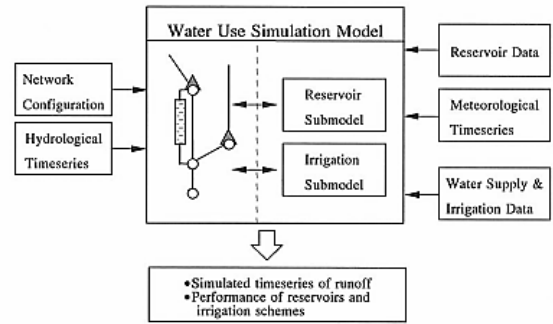 Water Use Simulation Model
Network
Configuration
Hydrological
Timeseries
Reservoir
Submodel
Irrigation
Submodel
Reservoir Data
Meteorological
Timeseries
Water Supply &
Irrigation Data
•Simulated timeseries of runoff
•Performance of reservoirs and
irrigation schemes